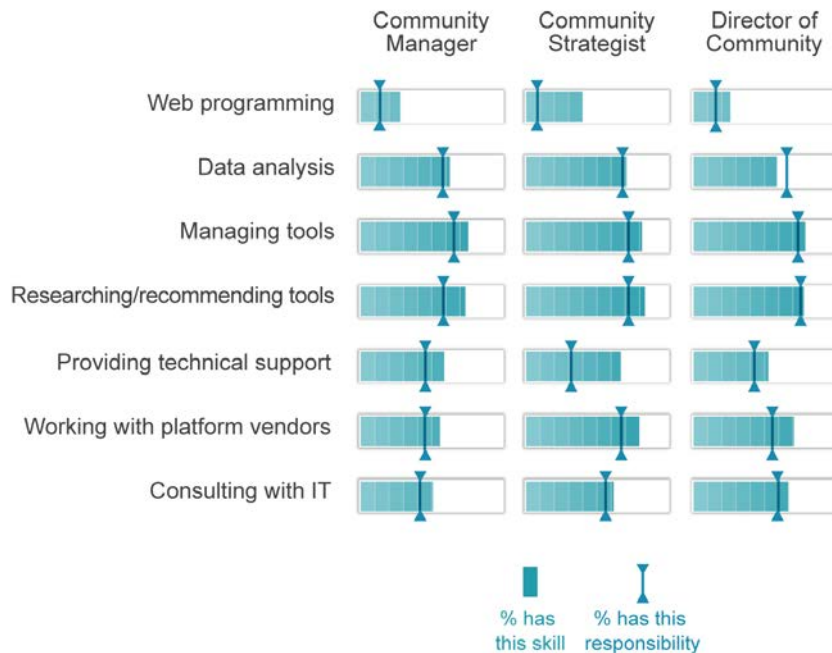 Community
Manager
Community
Strategist
Director of
Community
Web programming
Data analysis
Managing tools
Researching/recommending tools
Providing technical support
Working with platform vendors
Consulting with IT
% has
this skill
% has this
responsibility